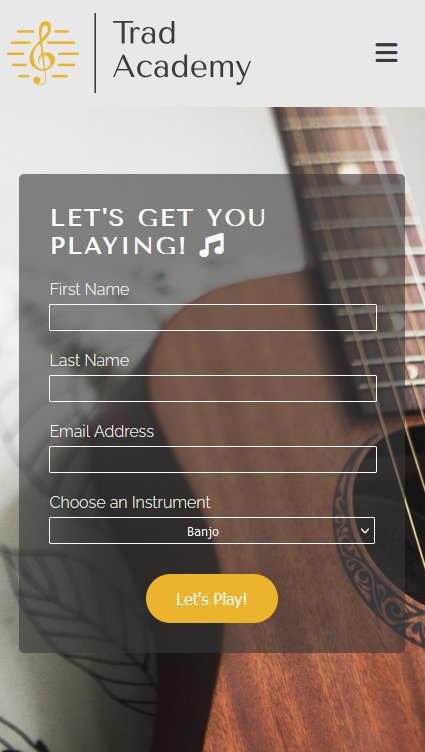 Trad
Academy
LET'S GET YOU
PLAYING!
First Name
Last Name
Email Address
Choose an Instrument
Banjo
Let's Play!